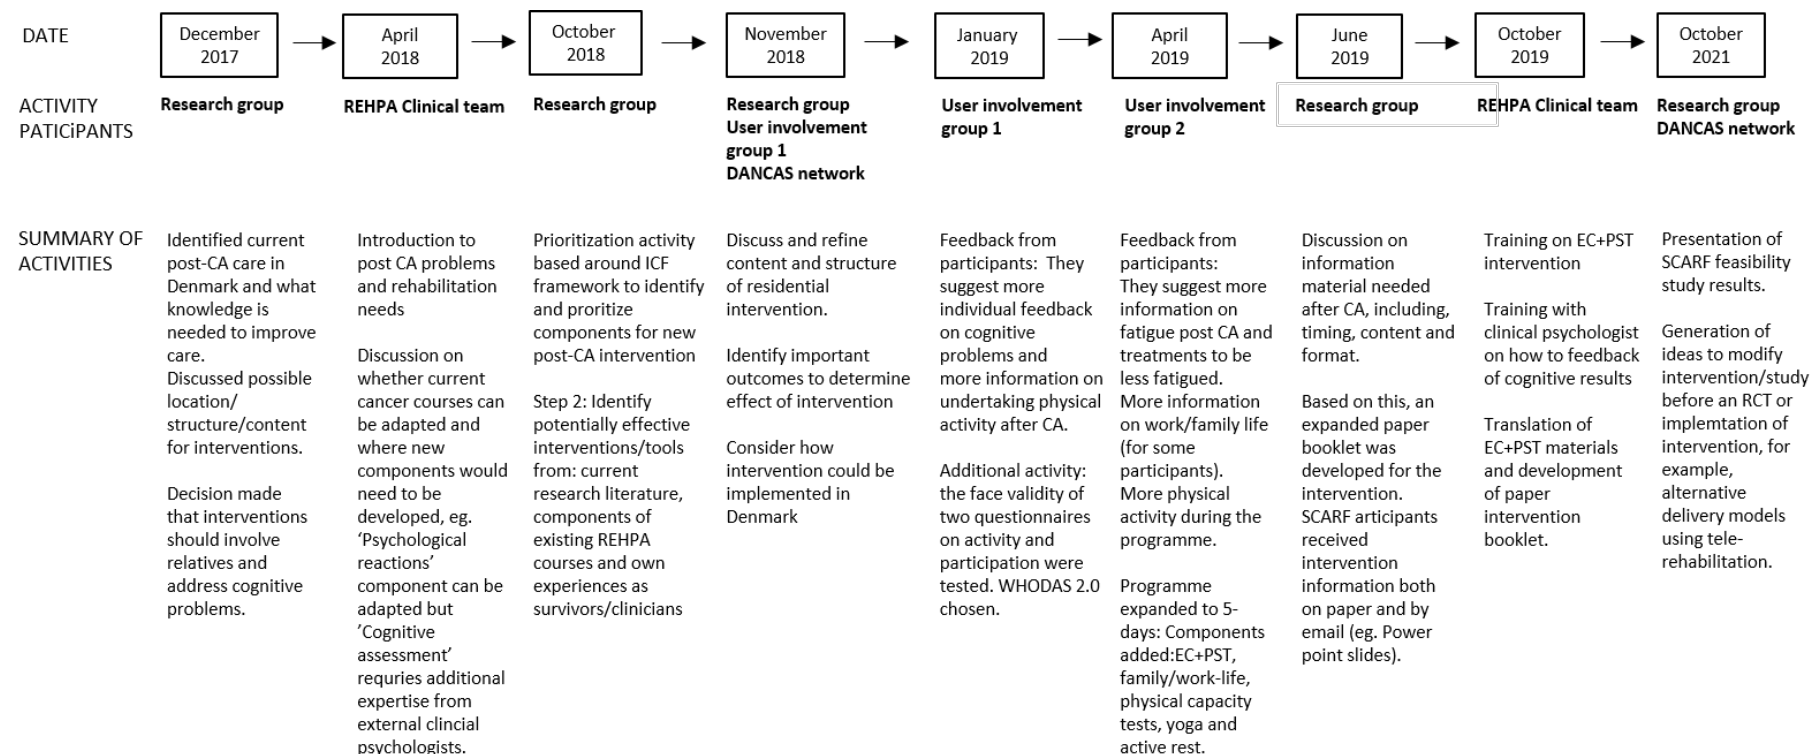 DATE
December
2017
April
2018
October
2018
November
2018
January
2019
April
2019
June
2019
October
2019
October
2021
ACTIVITY
PATICiPANTS
Research group
REHPA Clinical team
Research group
Research group
User involvement
group 1
DANCAS network
User involvement
group 1
User involvement
group 2
Research group
REHPA Clinical team
Research group
DANCAS network
SUMMARY OF
ACTIVITIES
Identified current
post-CA care in
Denmark and what
knowledge is
needed to improve
care.
Discussed possible
location/
structure/content
for interventions.
Decision made
that interventions
should involve
relatives and
address cognitive
problems.
Introduction to
post CA problems
and rehabilitation
needs
Discussion on
whether current
cancer courses can
be adapted and
where new
components would
need to be
developed, eg.
‘Psychological
reactions’
component can be
adapted but
’Cognitive
assessment’
requries additional
expertise from
external clincial
psychologists.
Prioritization activity
based around ICF
framework to identify
and proritize
components for new
post-CA intervention
Step 2: Identify
potentially effective
interventions/tools
from: current
research literature,
components of
existing REHPA
courses and own
experiences as
survivors/clinicians
Discuss and refine
content and structure
of residential
intervention.
Identify important
outcomes to determine
effect of intervention
Consider how
intervention could be
implemented in
Denmark
Feedback from
participants: They
suggest more
individual feedback
on cognitive
problems and
more information on
undertaking physical
activity after CA.
Additional activity:
the face validity of
two questionnaires
on activity and
participation were
tested. WHODAS 2.0
chosen.
Feedback from
participants:
They suggest more
information on
fatigue post CA and
treatments to be
less fatigued.
More information
on work/family life
(for some
participants).
More physical
activity during the
programme.
Programme
expanded to 5-
days: Components
added:EC+PST,
family/work-life,
physical capacity
tests, yoga and
active rest.
Discussion on
information
material needed
after CA, including,
timing, content and
format.
Based on this, an
expanded paper
booklet was
developed for the
intervention.
SCARF articipants
received
intervention
information both
on paper and by
email (eg. Power
point slides).
Training on EC+PST
intervention
Training with
clinical psychologist
on how to feedback
of cognitive results
Translation of
EC+PST materials
and development
of paper
intervention
booklet.
Presentation of
SCARF feasibility
study results.
Generation of
ideas to modify
intervention/study
before an RCT or
implemtation of
intervention, for
example,
alternative
delivery models
using tele-
rehabilitation.